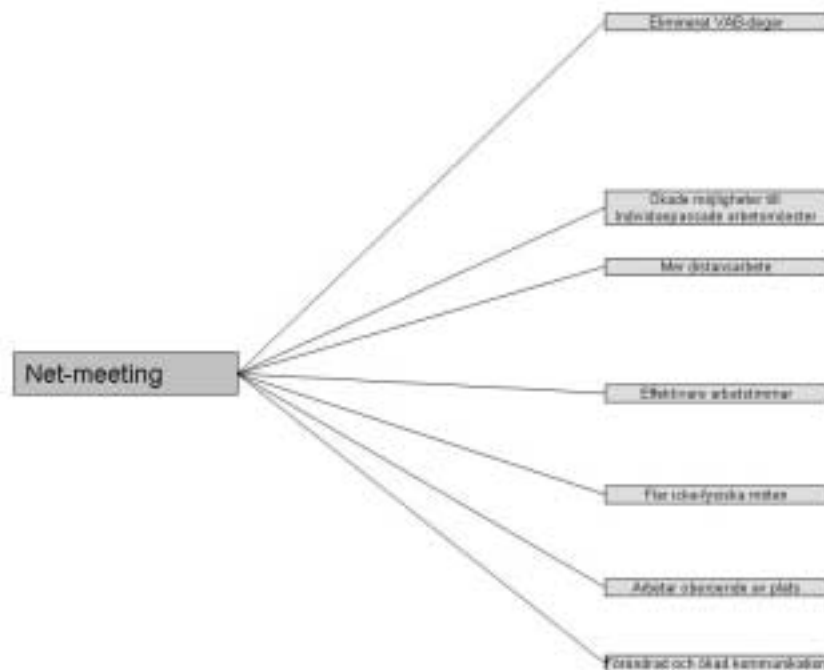 Eliminerat VAB-dagar
Ökade möjligheter till
Individanpassade arbetsmönster
Mer distansarbete
Net-meeting
Effektivare arbetstimmar
Fler icke-fysiska möten
Arbetar oberoende av plats
Förändrad och ökad kommunikation